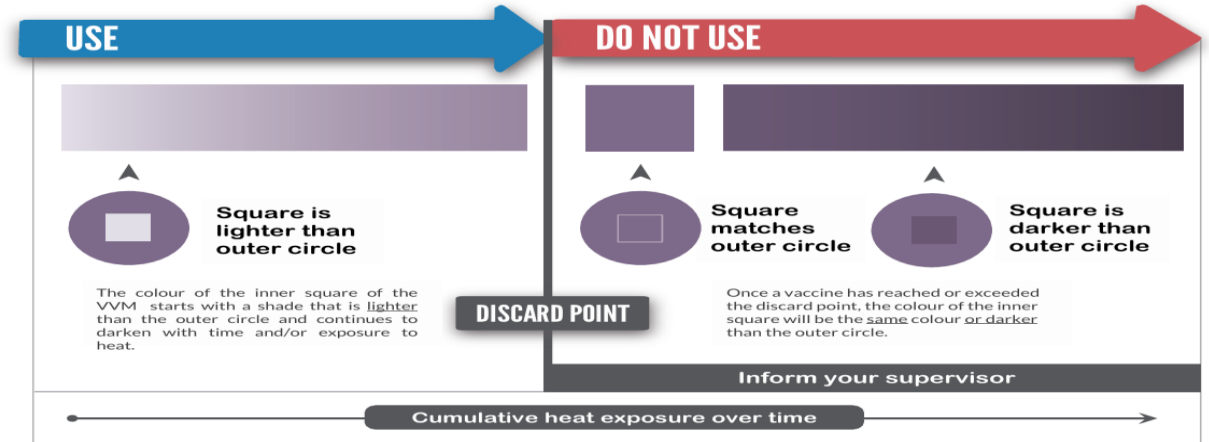 USE
DO NOT USE
Square is
lighter than
outer circle
Square
matches
outer circle
Square is
darker than
outer circle
The colour of the inner square of the
VVM starts with a shade that is lighter
than the outer circle and continues to
darken with time and/or exposure to
heat.
DISCARD POINT
Once a vaccine has reached or exceeded
the discard point, the colour of the inner
square will be the same colour or darker
than the outer circle.
Inform your supervisor
Cumulative heat exposure over time